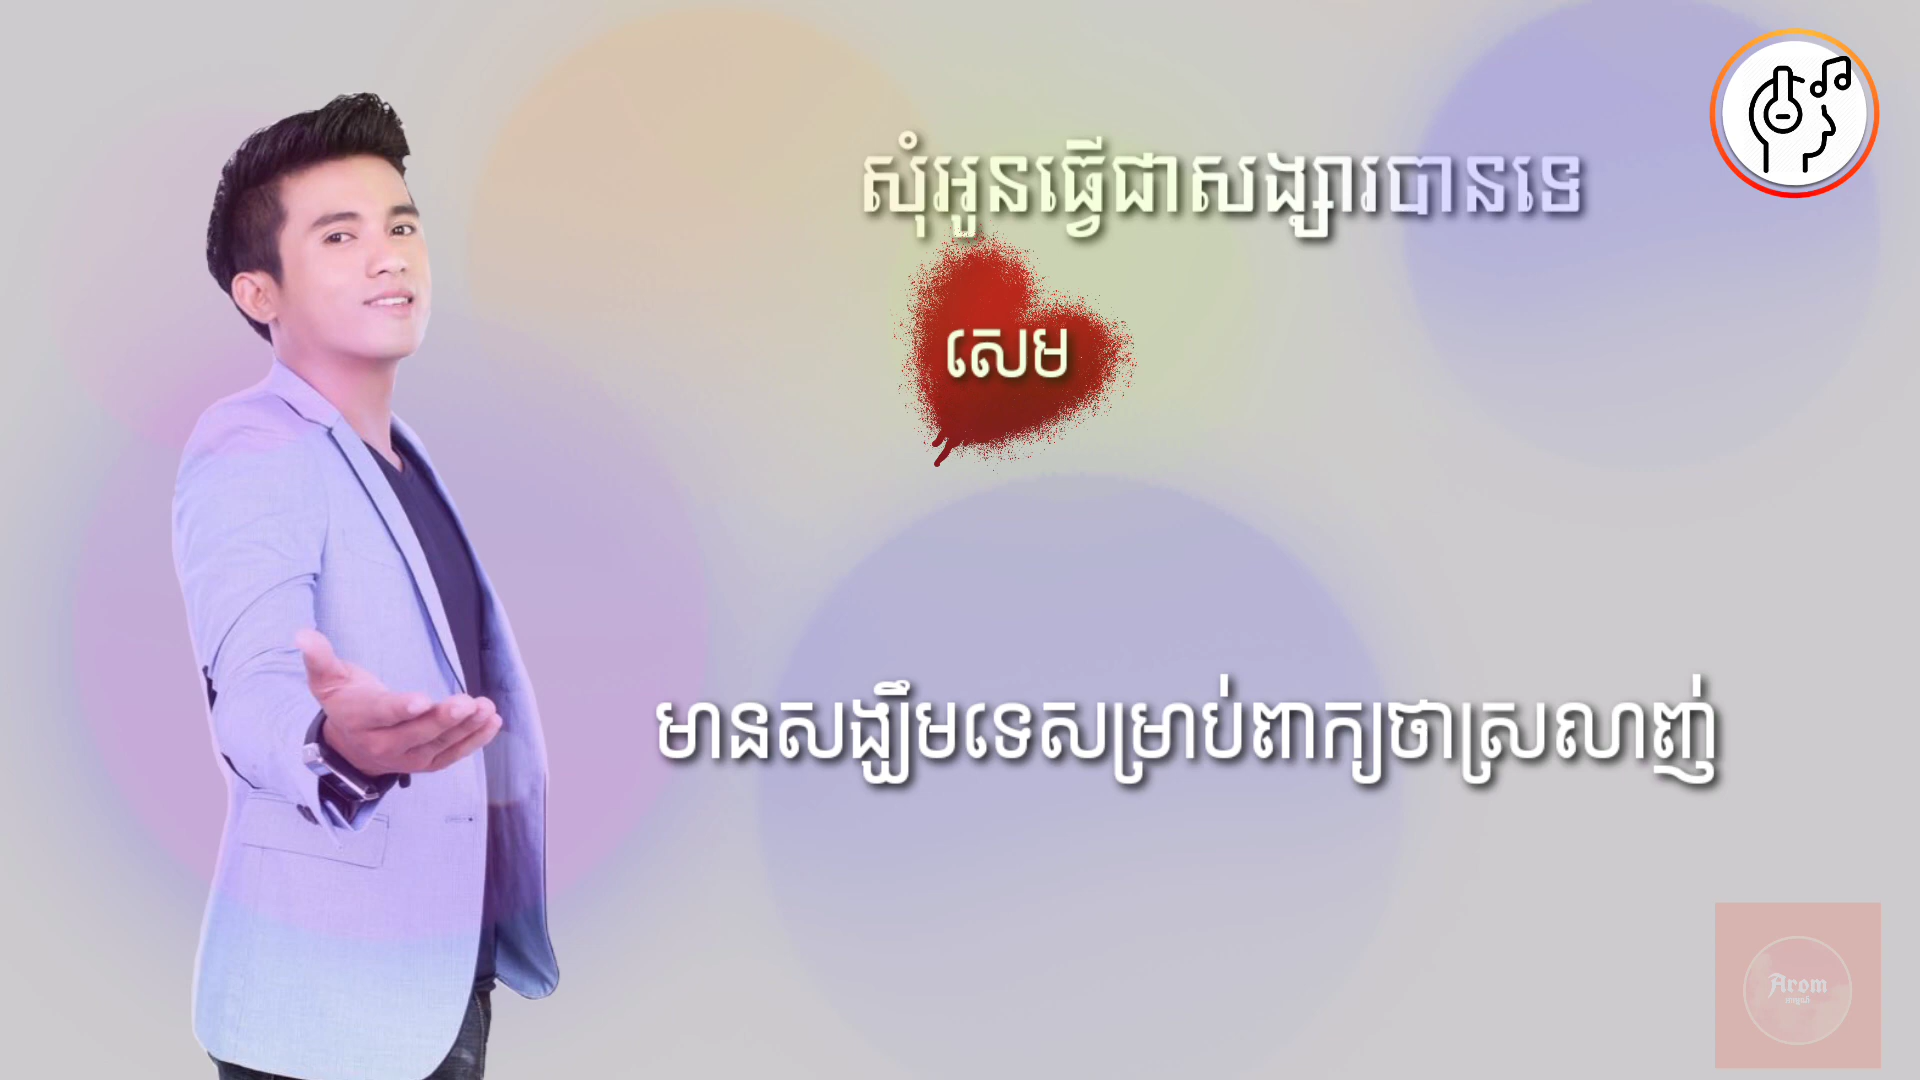 សុំអូនធ្វើជាសង្សារបានទេ
សេម
មានសង្ឃឹមទេសម្រាប់ពាក្យថាស្រលាញ់
Arom